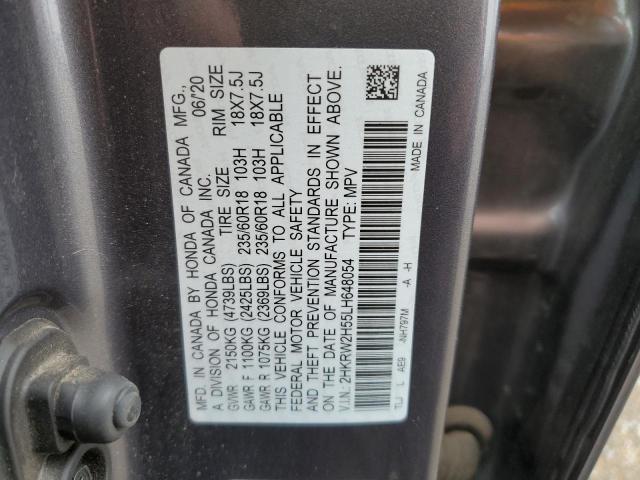 MFD. IN CANADA BY HONDA OF CANADA MFG.,
A DIVISION OF HONDA CANADA INC. 06/20
TIRE SIZE RIM SIZE
GVWR 2150KG (4739LBS)
GAWR F 1100KG (2425LBS) 235/60R18 103H 18X7.5J
GAWR R 1075KG (2369LBS) 235/60R18 103H 18X7.5J
THIS VEHICLE CONFORMS TO ALL APPLICABLE
FEDERAL MOTOR VEHICLE SAFETY
AND THEFT PREVENTION STANDARDS IN EFFECT
ON THE DATE OF MANUFACTURE SHOWN ABOVE.
V.I.N.: 2HKRW2H55LH648054 TYPE: MPV
TLJ L AE9 -NH797M -A -H
MADE IN CANADA